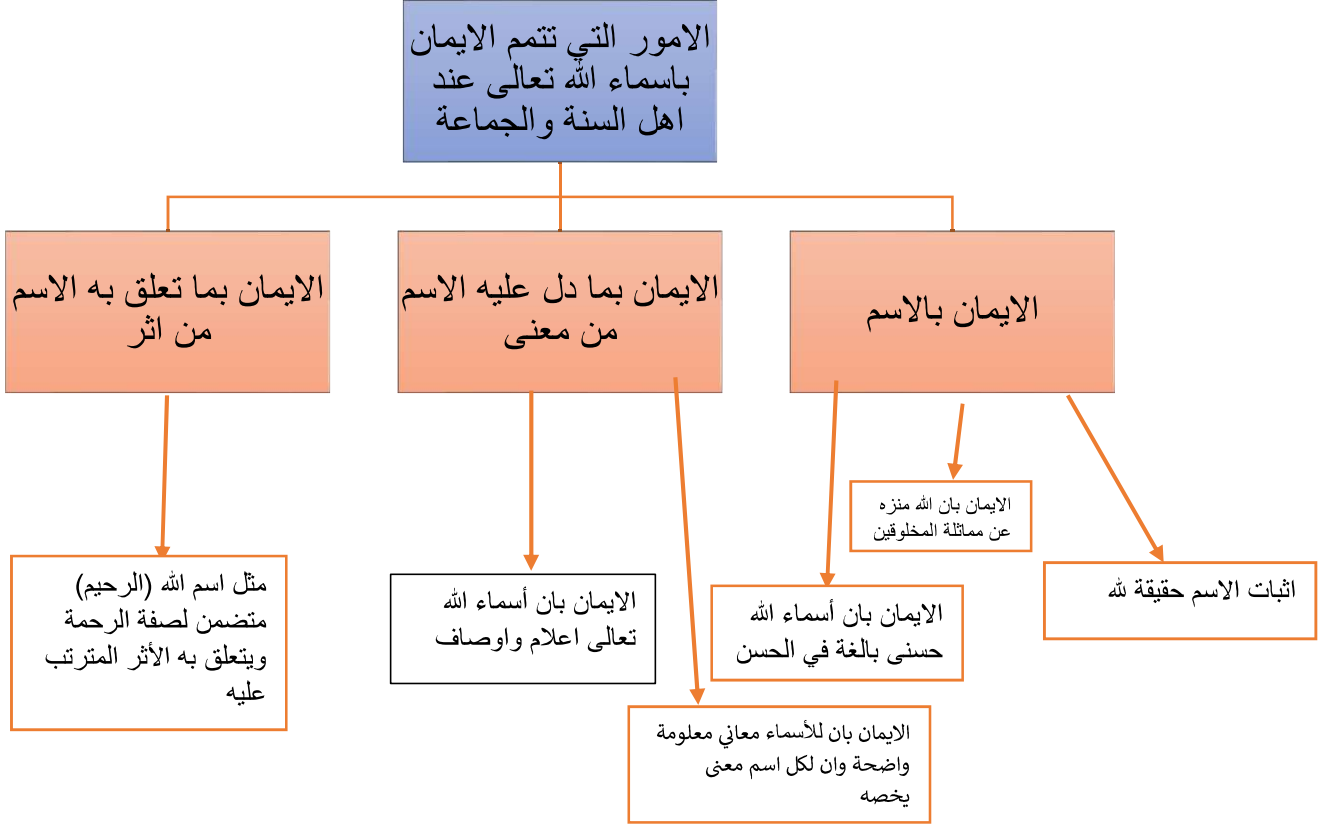 الامور التي تتمم الايمان
باسماء الله تعالى عند
اهل السنة والجماعة
الايمان بالاسم
الايمان بما دل عليه الاسم
من معنى
الايمان بما تعلق به الاسم
من اثر
اثبات الاسم حقيقة لله
الايمان بان الله منزه
عن مماثلة المخلوقين
الايمان بان أسماء الله
حسنى بالغة في الحسن
الايمان بان للأسماء معاني معلومة
واضحة وان لكل اسم معنى
يخصه
الايمان بان أسماء الله
تعالى اعلام واوصاف
مثل اسم الله (الرحيم)
متضمن لصفة الرحمة
ويتعلق به الأثر المترتب
عليه